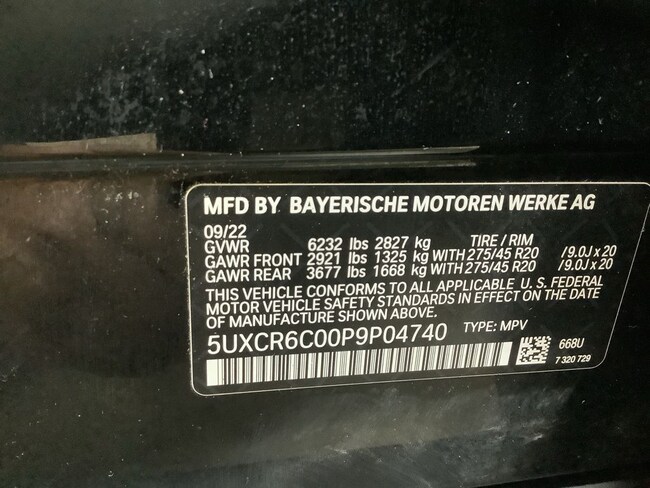 MFD BY BAYERISCHE MOTOREN WERKE AG
09/22
GVWR 6232 lbs 2827 kg TIRE / RIM
GAWR FRONT 2921 lbs 1325 kg WITH 275/45 R20 / 9.0J x 20
GAWR REAR 3677 lbs 1668 kg WITH 275/45 R20 / 9.0J x 20
THIS VEHICLE CONFORMS TO ALL APPLICABLE U. S. FEDERAL
MOTOR VEHICLE SAFETY STANDARDS IN EFFECT ON THE DATE
OF MANUFACTURE SHOWN ABOVE.
5UXCR6C00P9P04740 TYPE: MPV
668U
7 320 729